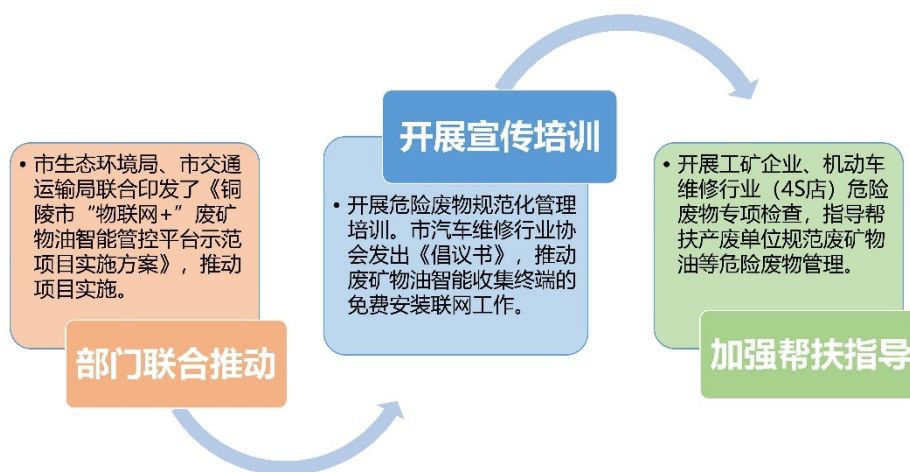 • 市生态环境局、市交通
运输局联合印发了《铜
陵市“物联网+”废矿
物油智能管控平台示范
项目实施方案》，推动
项目实施。
部门联合推动
开展宣传培训
• 开展危险废物规范化管理
培训。市汽车维修行业协
会发出《倡议书》，推动
废矿物油智能收集终端的
免费安装联网工作。
• 开展工矿企业、机动车
维修行业（4S店）危险
废物专项检查，指导帮
扶产废单位规范废矿物
油等危险废物管理。
加强帮扶指导